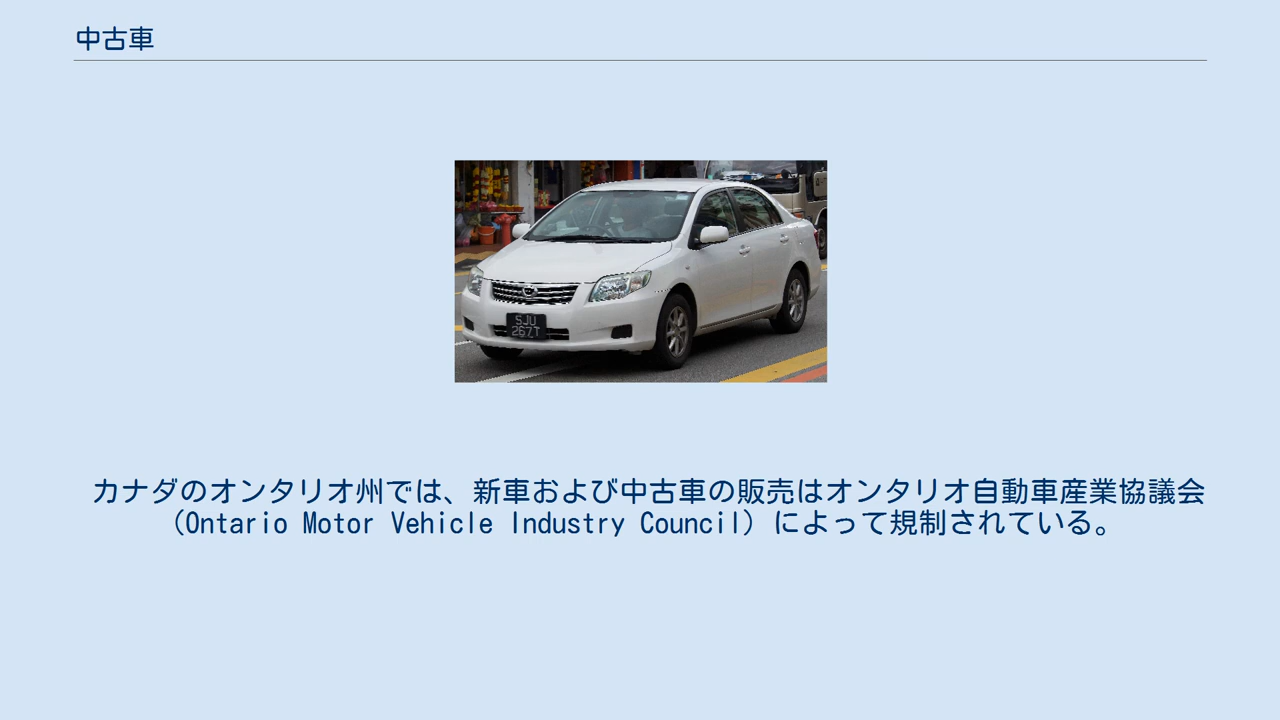 中古車
SJU
267T
カナダのオンタリオ州では、新車および中古車の販売はオンタリオ自動車産業協議会
（Ontario Motor Vehicle Industry Council）によって規制されている。